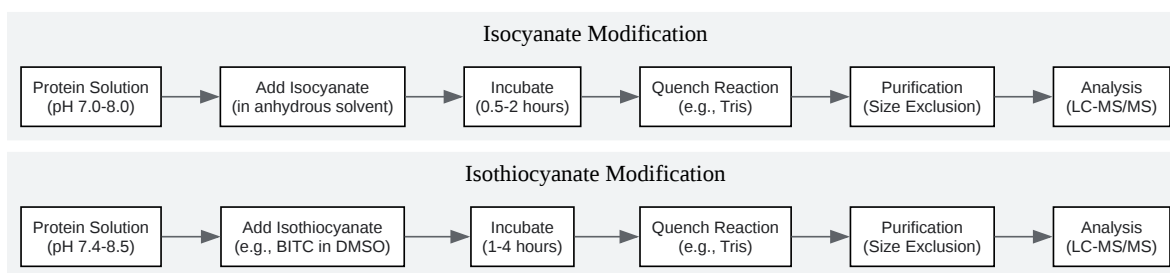 Isocyanate Modification
Protein Solution
(pH 7.0-8.0)
Add Isocyanate
(in anhydrous solvent)
Incubate
(0.5-2 hours)
Quench Reaction
(e.g., Tris)
Purification
(Size Exclusion)
Analysis
(LC-MS/MS)
Isothiocyanate Modification
Protein Solution
(pH 7.4-8.5)
Add Isothiocyanate
(e.g., BITC in DMSO)
Incubate
(1-4 hours)
Quench Reaction
(e.g., Tris)
Purification
(Size Exclusion)
Analysis
(LC-MS/MS)